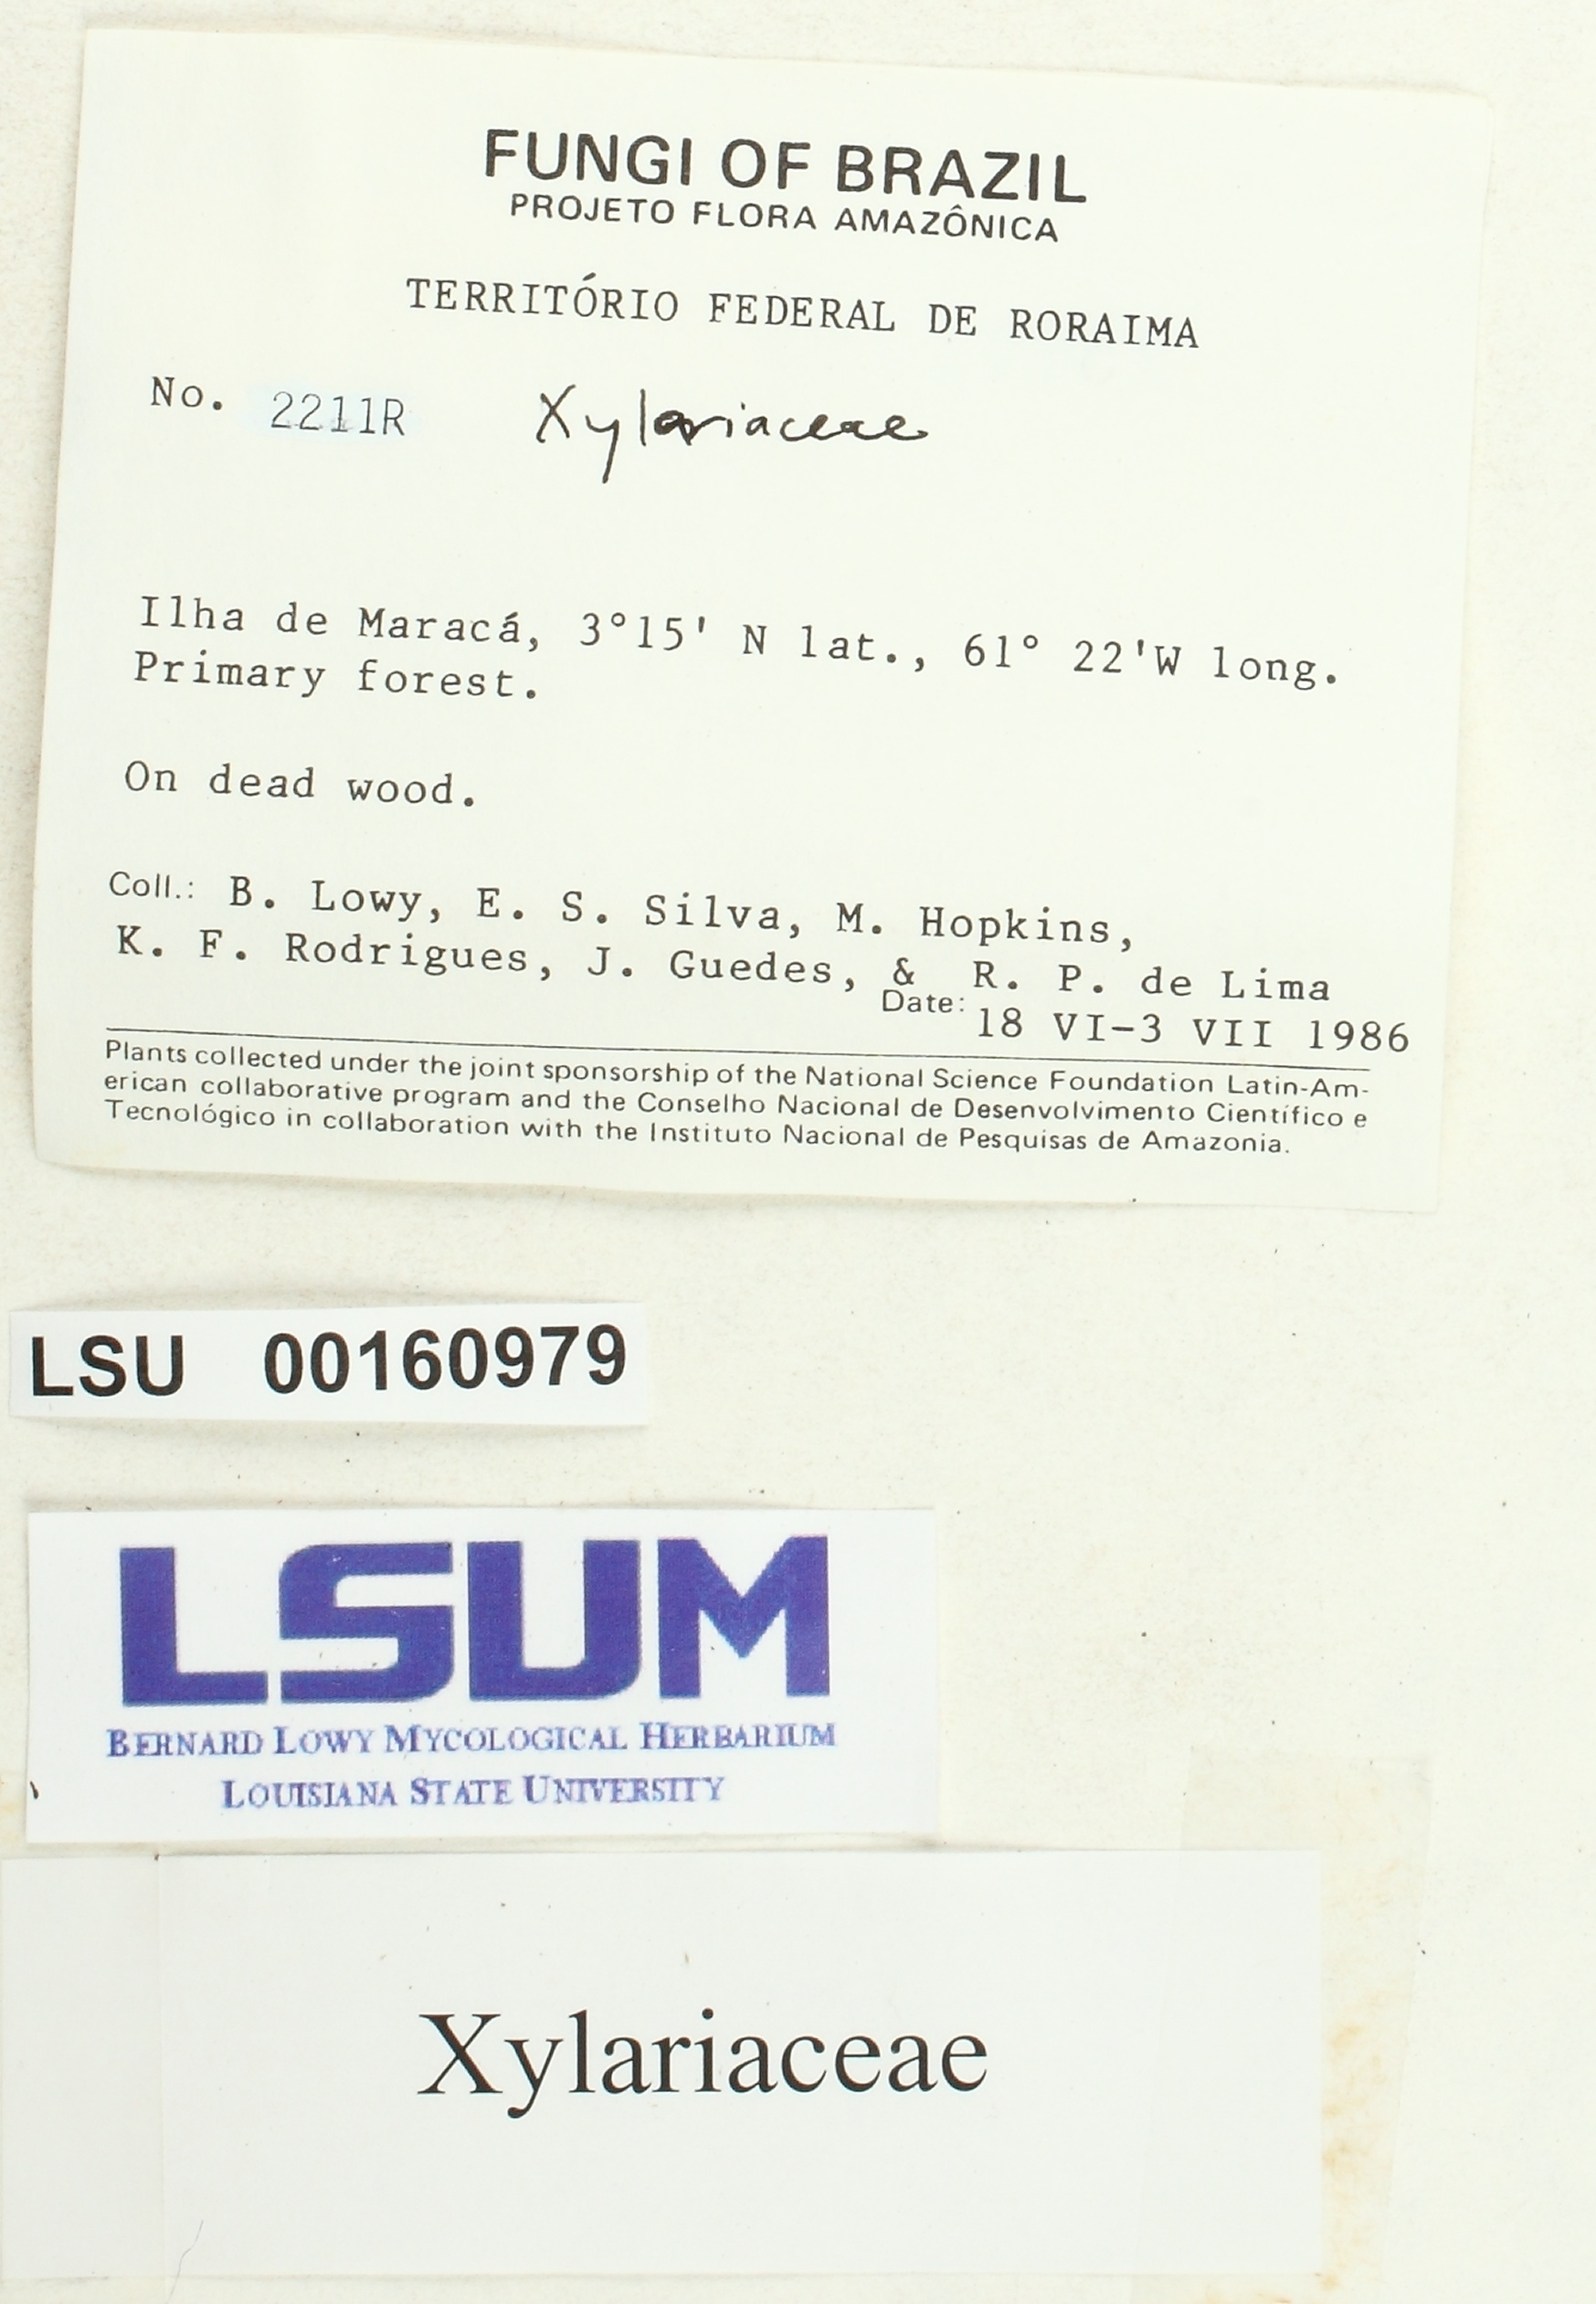 FUNGI OF BRAZIL
PROJETO FLORA AMAZÔNICA
TERRITÓRIO FEDERAL DE RORAIMA
No. 2211R Xylariaceae
Ilha de Maracá, 3°15' N lat., 61° 22'W long.
Primary forest.
On dead wood.
Coll.: B. Lowy, E. S. Silva, M. Hopkins,
K. F. Rodrigues, J. Guedes, & R. P. de Lima
Date: 18 VI-3 VII 1986
Plants collected under the joint sponsorship of the National Science Foundation Latin-Am-
erican collaborative program and the Conselho Nacional de Desenvolvimento Científico e
Tecnológico in collaboration with the Instituto Nacional de Pesquisas de Amazonia.
LSU 00160979
LSUM
BERNARD LOWY MYCOLOGICAL HERBARIUM
LOUISIANA STATE UNIVERSITY
Xylariaceae